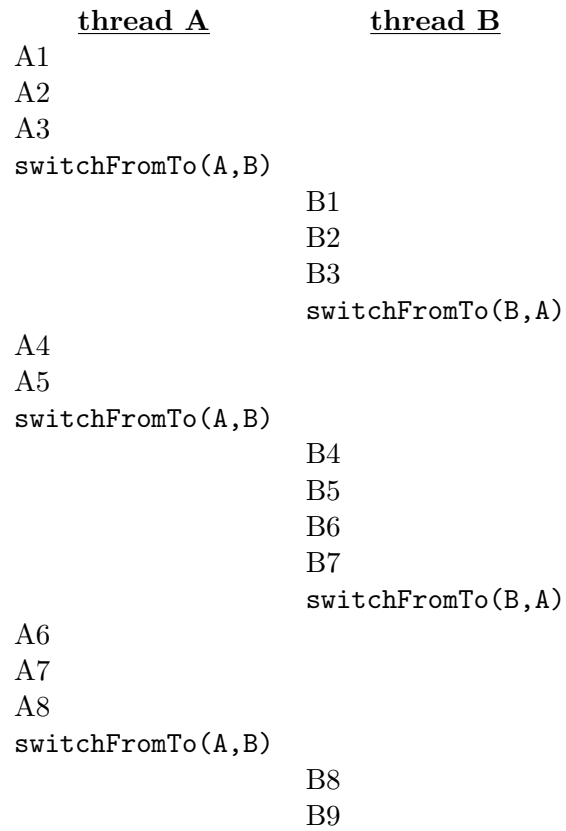 thread A thread B
A1
A2
A3
switchFromTo(A,B)
B1
B2
B3
switchFromTo(B,A)
A4
A5
switchFromTo(A,B)
B4
B5
B6
B7
switchFromTo(B,A)
A6
A7
A8
switchFromTo(A,B)
B8
B9